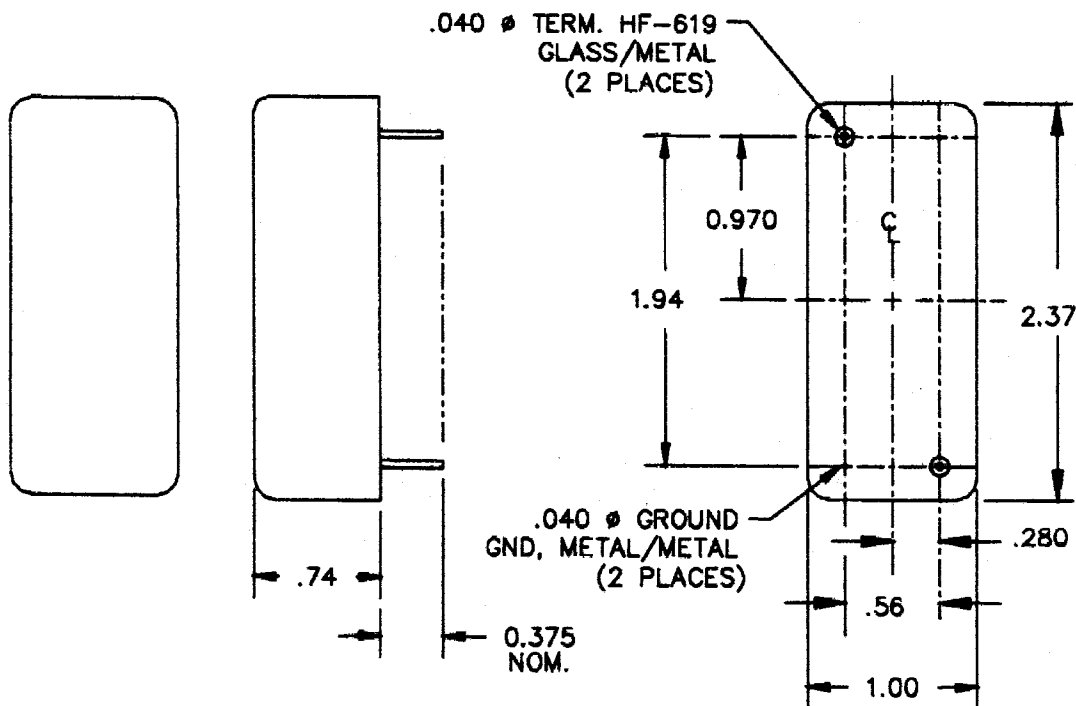 .040 ø TERM. HF-619
GLASS/METAL
(2 PLACES)
0.970
℄
1.94
2.37
.040 ø GROUND
GND, METAL/METAL
(2 PLACES)
.280
.74
.56
0.375
NOM.
1.00